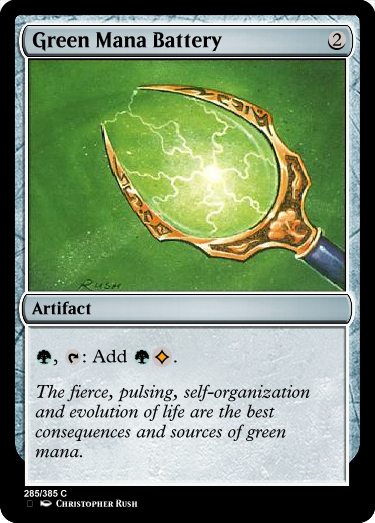 Green Mana Battery 2
RUSH
Artifact
, : Add .
The fierce, pulsing, self-organization
and evolution of life are the best
consequences and sources of green
mana.
285/385 C
Christopher Rush